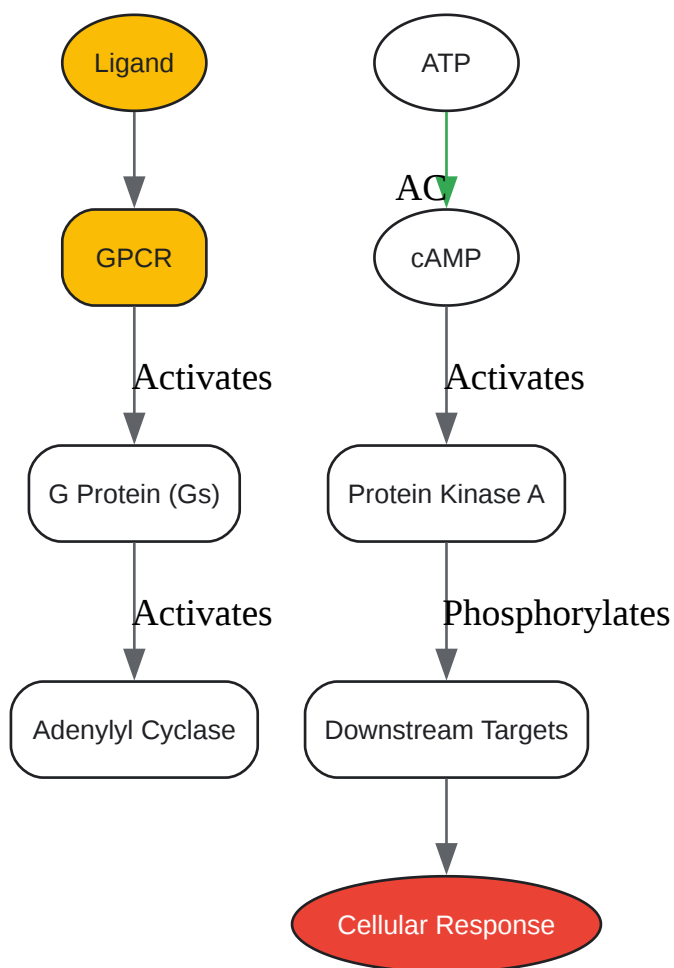 Ligand
ATP
AC
GPCR
cAMP
Activates
Activates
G Protein (Gs)
Protein Kinase A
Activates
Phosphorylates
Adenylyl Cyclase
Downstream Targets
Cellular Response